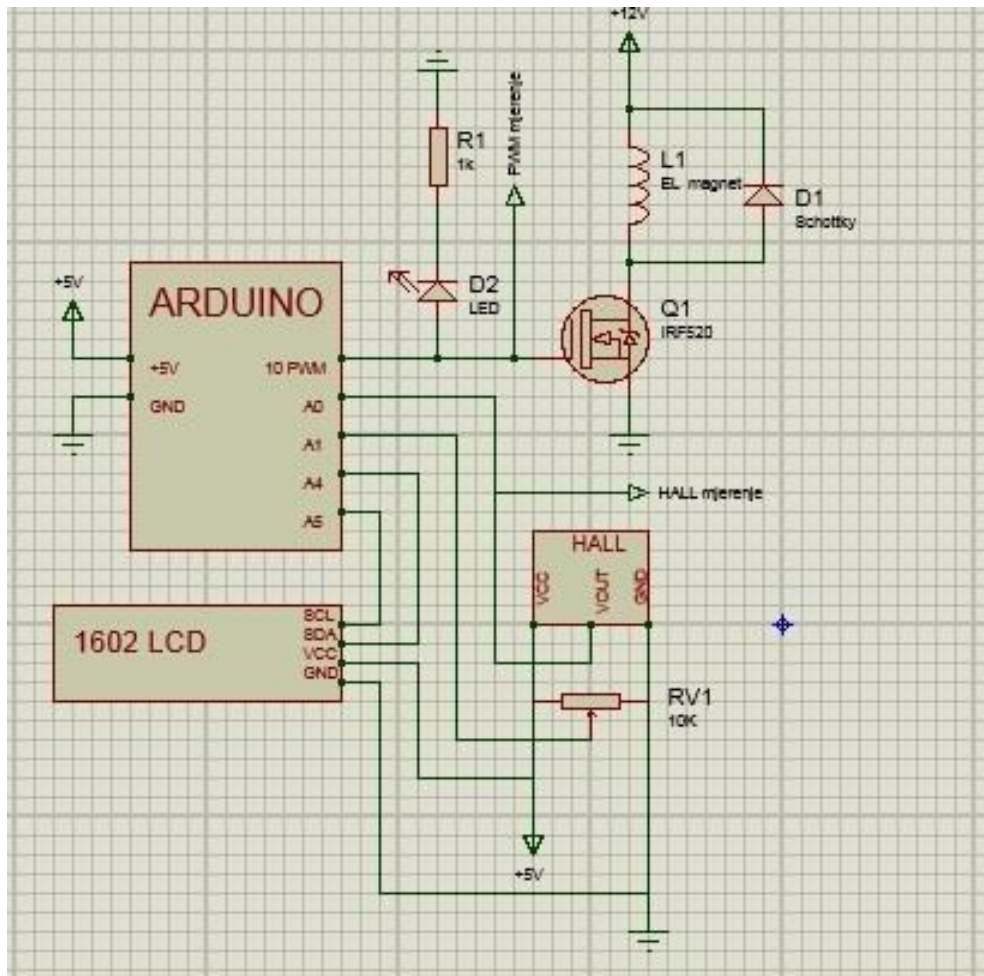 +12V
PWM mjerenje
R1
1k
L1
EL magnet
D1
Schottky
+5V
ARDUINO
D2
LED
Q1
IRF520
+5V
10 PWM
GND
A0
A1
A4
A5
HALL mjerenje
HALL
VCC
VOUT
GND
1602 LCD
SCL
SDA
VCC
GND
RV1
10K
+5V